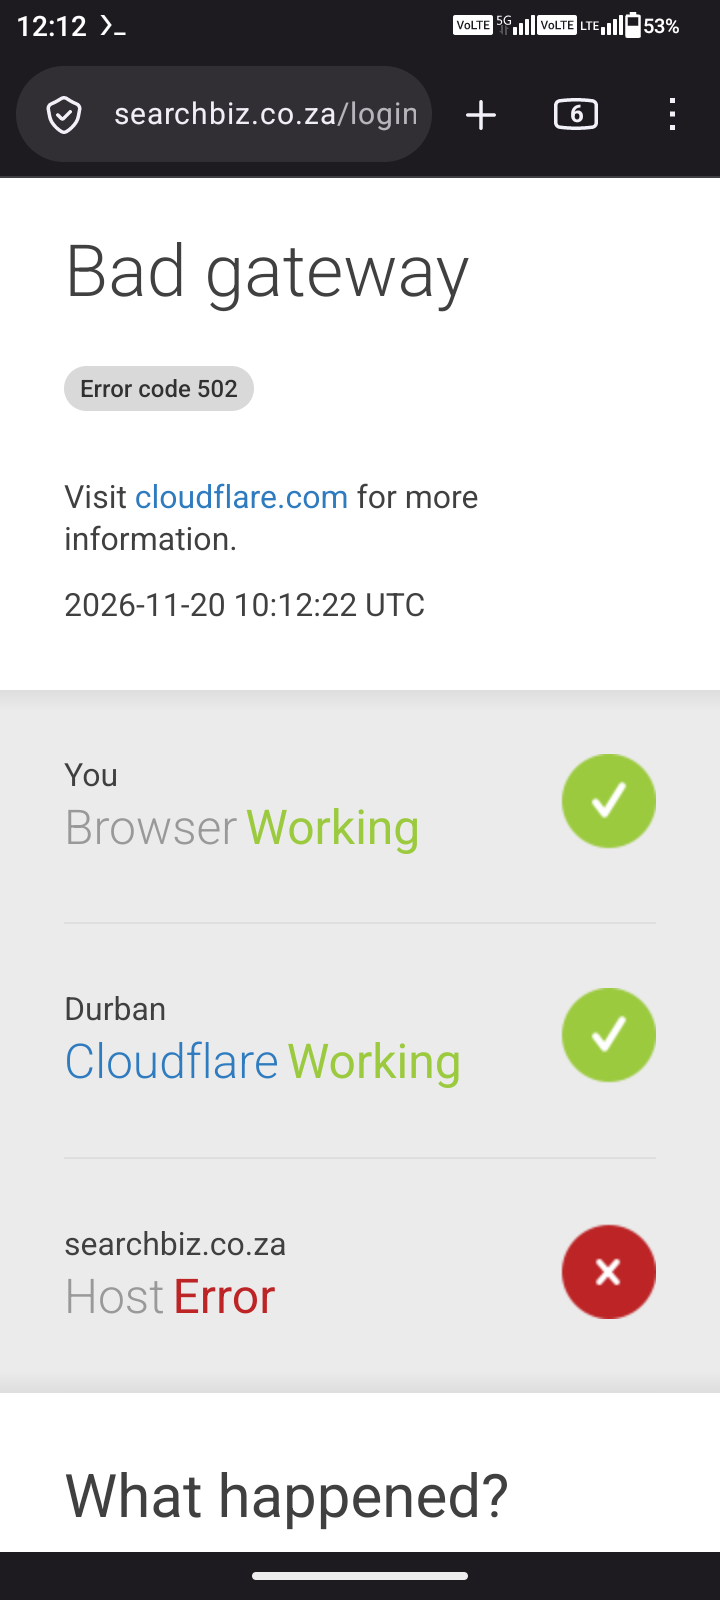 12:12 VoLTE 5G VoLTE LTE 53%
searchbiz.co.za/login 6
Bad gateway
Error code 502
Visit cloudflare.com for more
information.
2026-11-20 10:12:22 UTC
You
Browser Working
Durban
Cloudflare Working
searchbiz.co.za
Host Error
What happened?